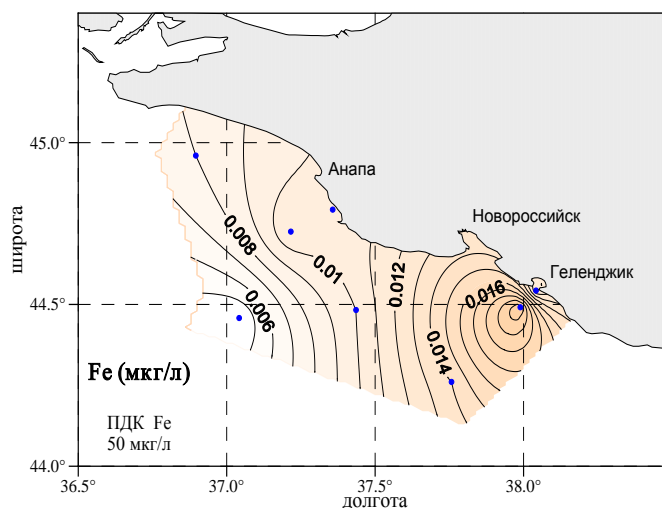 45.0°
44.5°
44.0°
широта
36.5°
37.0°
37.5°
38.0°
долгота
Анапа
Новороссийск
Геленджик
0.008
0.006
0.01
0.012
0.014
0.016
Fe (мкг/л)
ПДК Fe
50 мкг/л